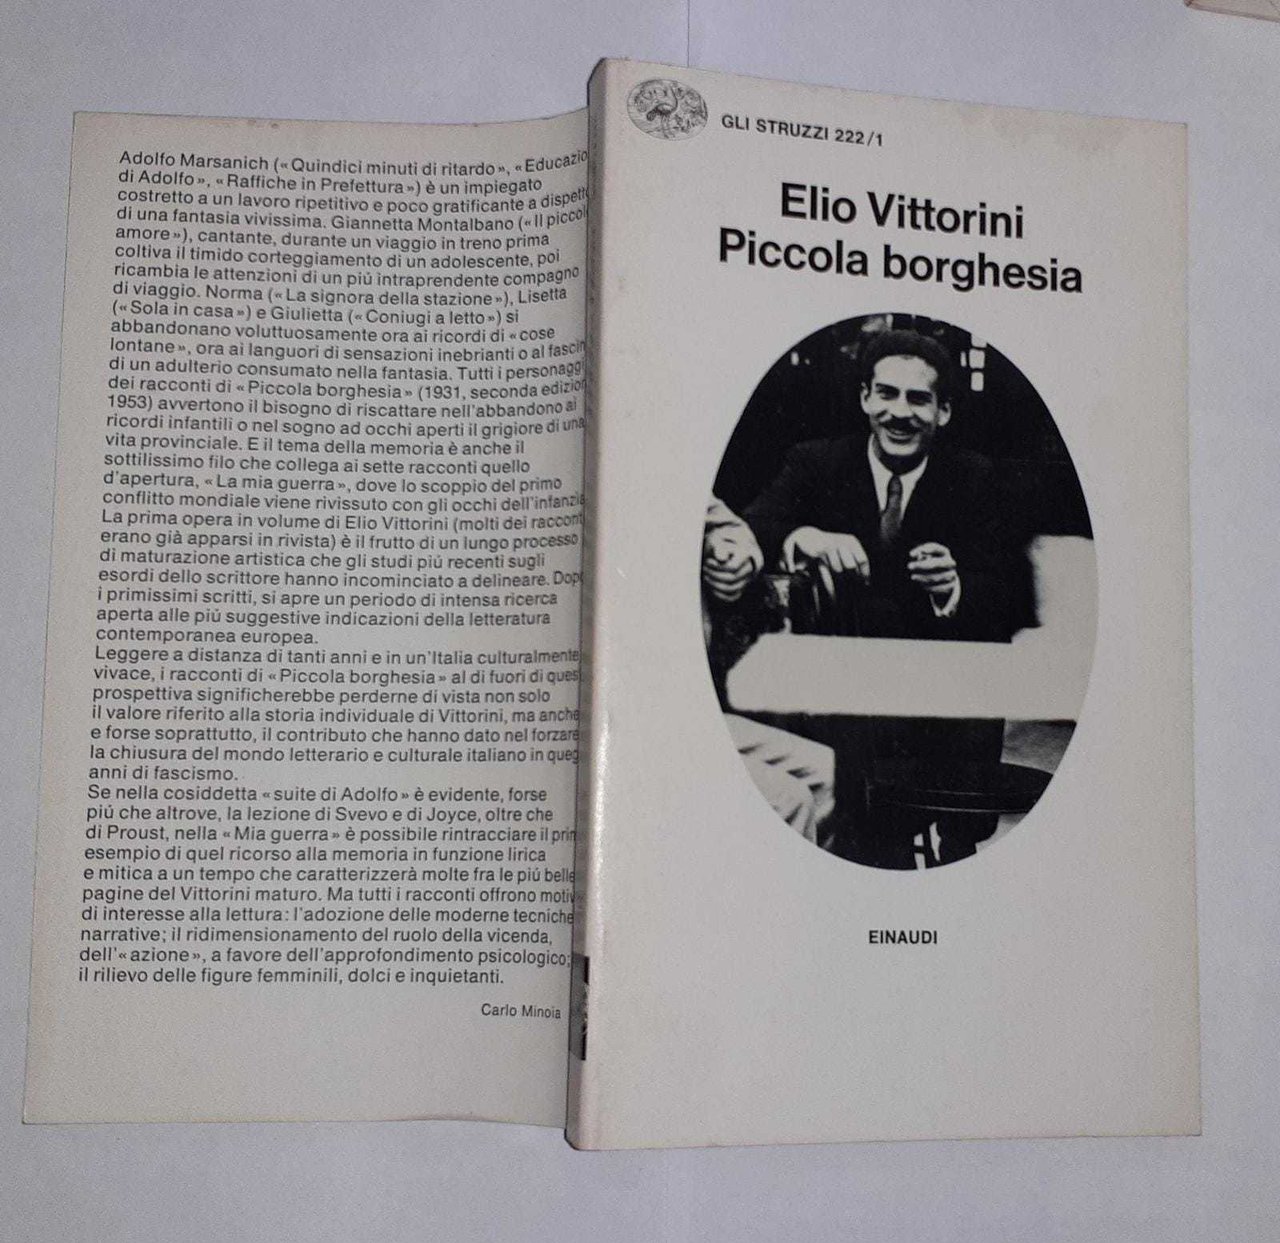 Adolfo Marsanich (« Quindici minuti di ritardo », « Educazio
di Adolfo », « Raffiche in Prefettura ») è un impiegato
costretto a un lavoro ripetitivo e poco gratificante a dispett
di una fantasia vivissima. Giannetta Montalbano (« Il piccol
amore »), cantante, durante un viaggio in treno prima
coltiva il timido corteggiamento di un adolescente, poi
ricambia le attenzioni di un piú intraprendente compagno
di viaggio. Norma (« La signora della stazione »), Lisetta
(« Sola in casa ») e Giulietta (« Coniugi a letto ») si
abbandonano voluttuosamente ora ai ricordi di « cose
lontane », ora ai languori di sensazioni inebrianti o al fascin
di un adulterio consumato nella fantasia. Tutti i personagg
dei racconti di « Piccola borghesia » (1931, seconda edizion
1953) avvertono il bisogno di riscattare nell'abbandono ai
ricordi infantili o nel sogno ad occhi aperti il grigiore di una
vita provinciale. E il tema della memoria è anche il
sottilissimo filo che collega ai sette racconti quello
d'apertura, « La mia guerra », dove lo scoppio del primo
conflitto mondiale viene rivissuto con gli occhi dell'infanzia.
La prima opera in volume di Elio Vittorini (molti dei raccont
erano già apparsi in rivista) è il frutto di un lungo processo
di maturazione artistica che gli studi piú recenti sugli
esordi dello scrittore hanno incominciato a delineare. Dop
i primissimi scritti, si apre un periodo di intensa ricerca
aperta alle piú suggestive indicazioni della letteratura
contemporanea europea.
Leggere a distanza di tanti anni e in un'Italia culturalmente
vivace, i racconti di « Piccola borghesia » al di fuori di ques
prospettiva significherebbe perderne di vista non solo
il valore riferito alla storia individuale di Vittorini, ma anche
e forse soprattutto, il contributo che hanno dato nel forzare
la chiusura del mondo letterario e culturale italiano in queg
anni di fascismo.
Se nella cosiddetta « suite di Adolfo » è evidente, forse
piú che altrove, la lezione di Svevo e di Joyce, oltre che
di Proust, nella « Mia guerra » è possibile rintracciare il prim
esempio di quel ricorso alla memoria in funzione lirica
e mitica a un tempo che caratterizzerà molte fra le piú belle
pagine del Vittorini maturo. Ma tutti i racconti offrono motiv
di interesse alla lettura: l'adozione delle moderne tecniche
narrative; il ridimensionamento del ruolo della vicenda,
dell'« azione », a favore dell'approfondimento psicologico;
il rilievo delle figure femminili, dolci e inquietanti.
Carlo Minoia
GLI STRUZZI 222/1
Elio Vittorini
Piccola borghesia
EINAUDI